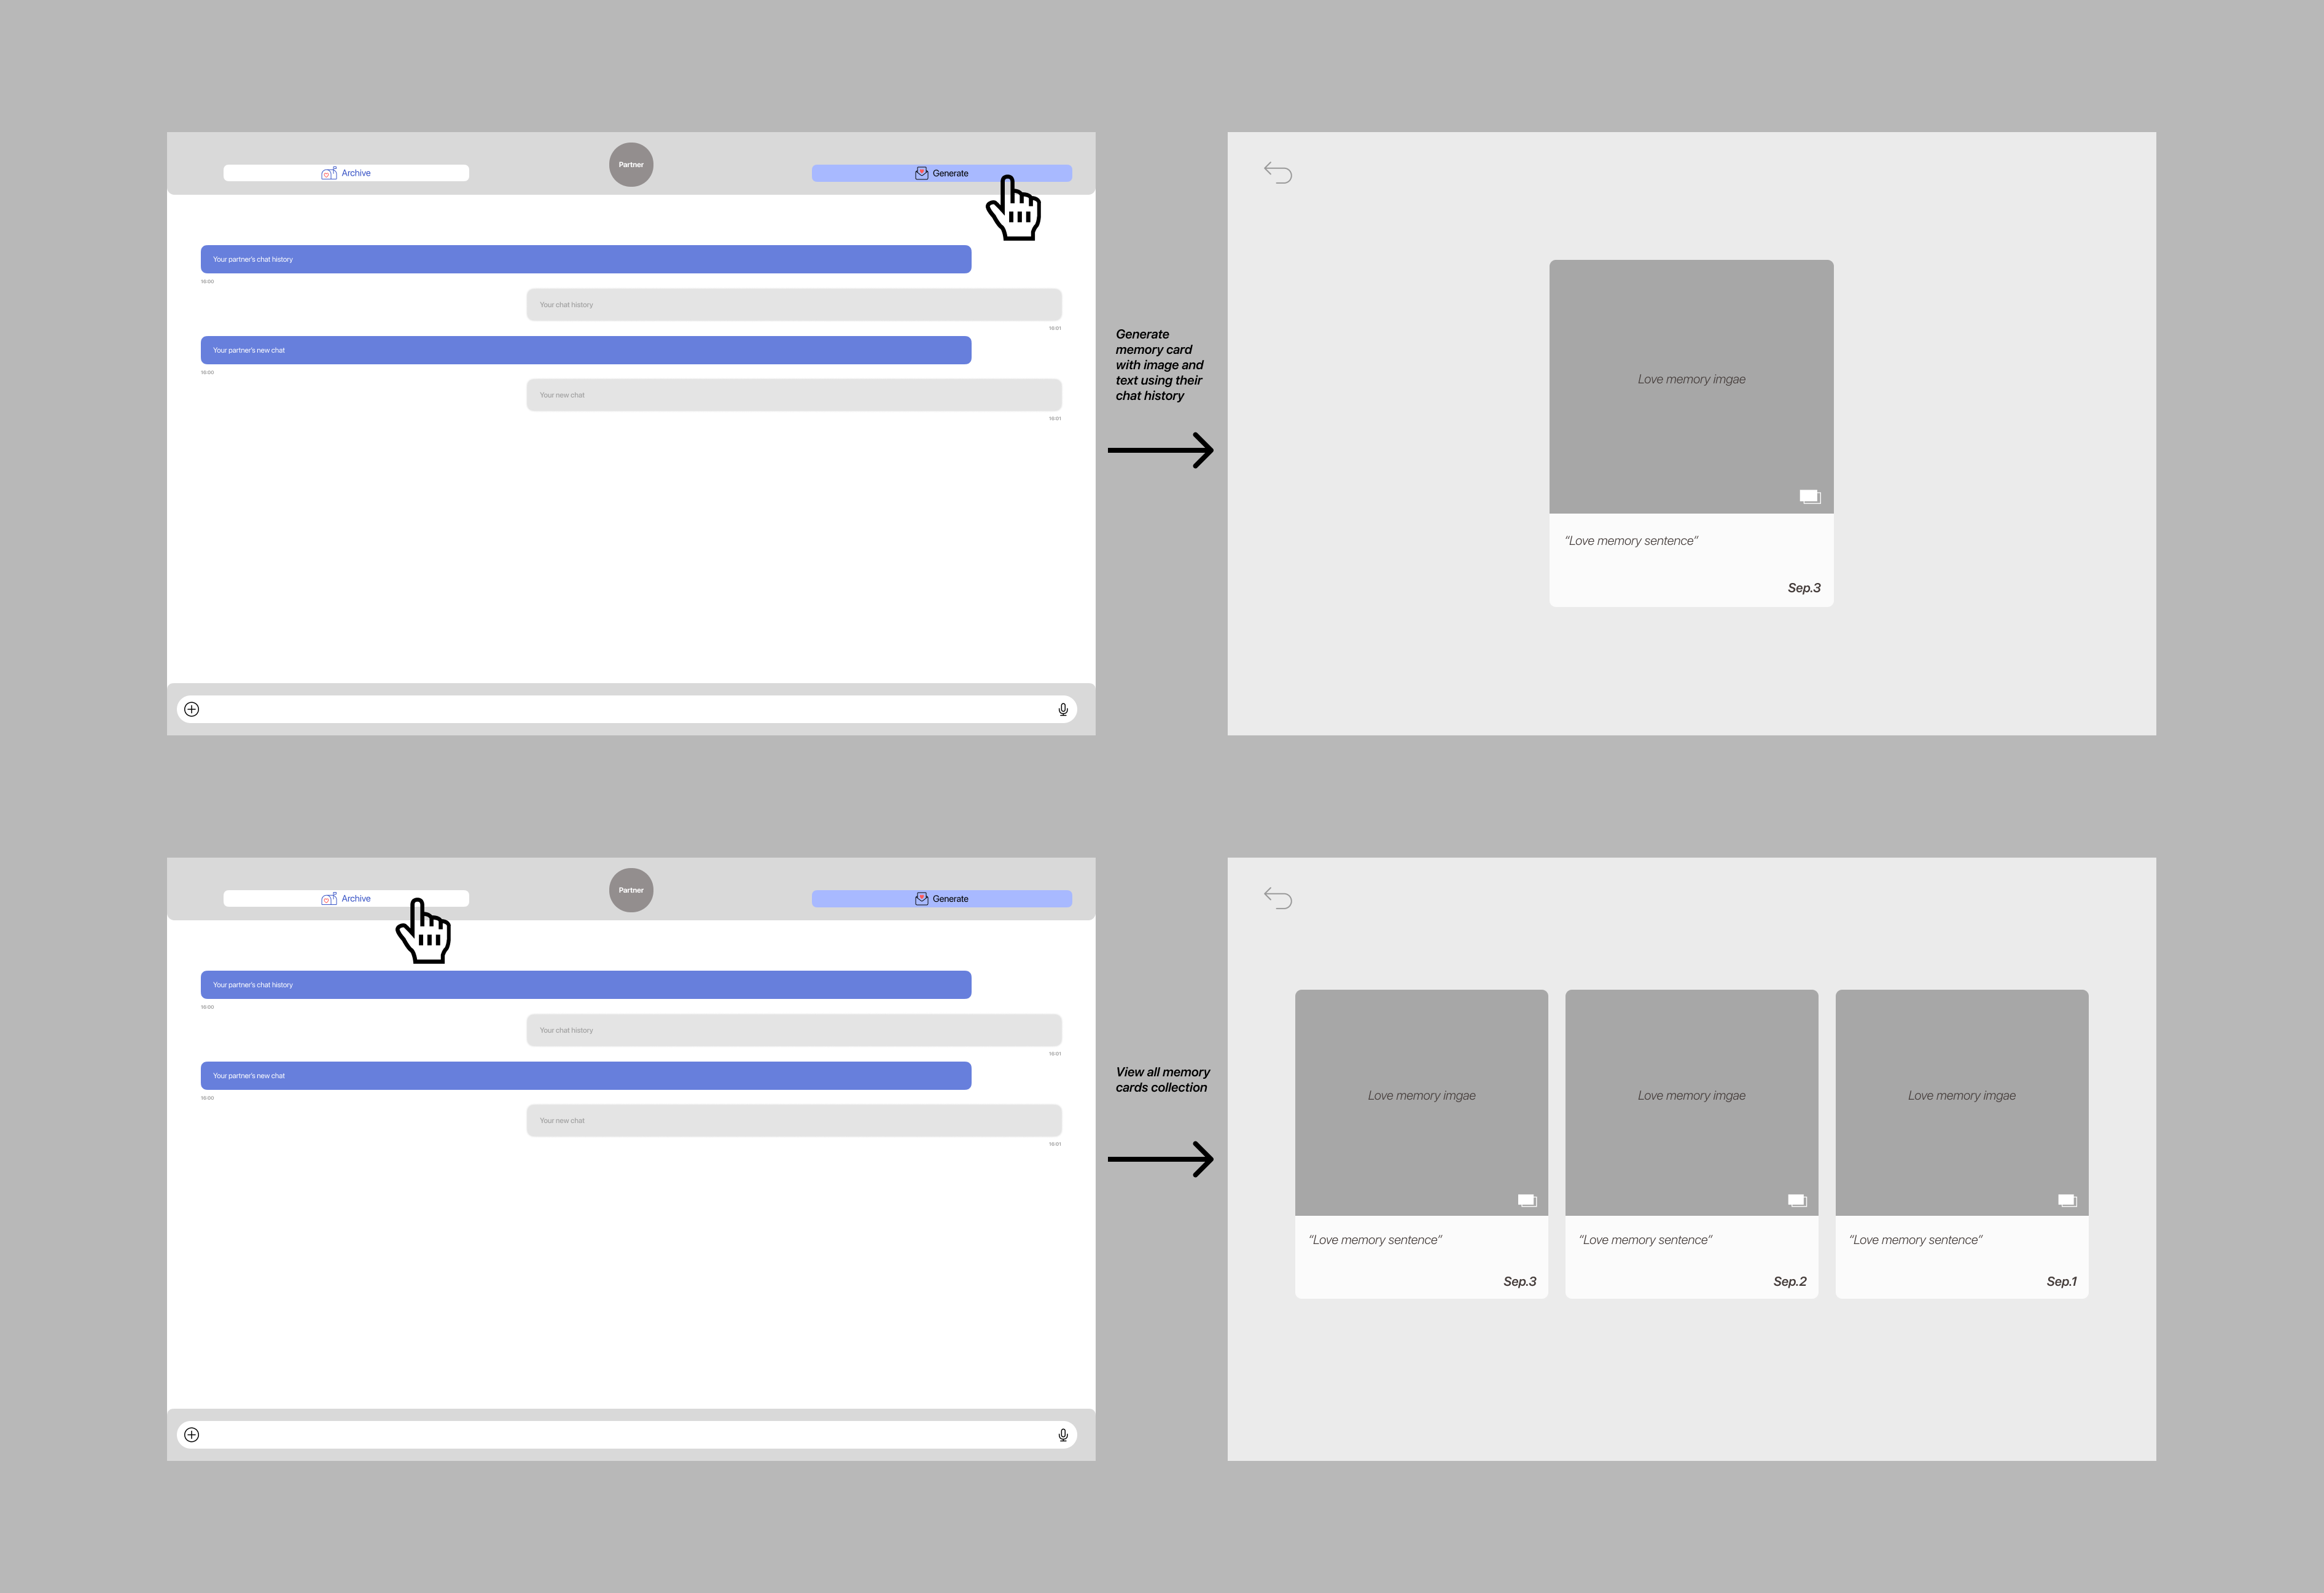 Archive
Partner
Generate
Your partner's chat history
16:00
Your chat history
16:01
Your partner's new chat
16:00
Your new chat
16:01
Generate
memory card
with image and
text using their
chat history
Love memory imgae
“Love memory sentence”
Sep.3
Archive
Partner
Generate
Your partner's chat history
16:00
Your chat history
16:01
Your partner's new chat
16:00
Your new chat
16:01
View all memory
cards collection
Love memory imgae
“Love memory sentence”
Sep.3
Love memory imgae
“Love memory sentence”
Sep.2
Love memory imgae
“Love memory sentence”
Sep.1